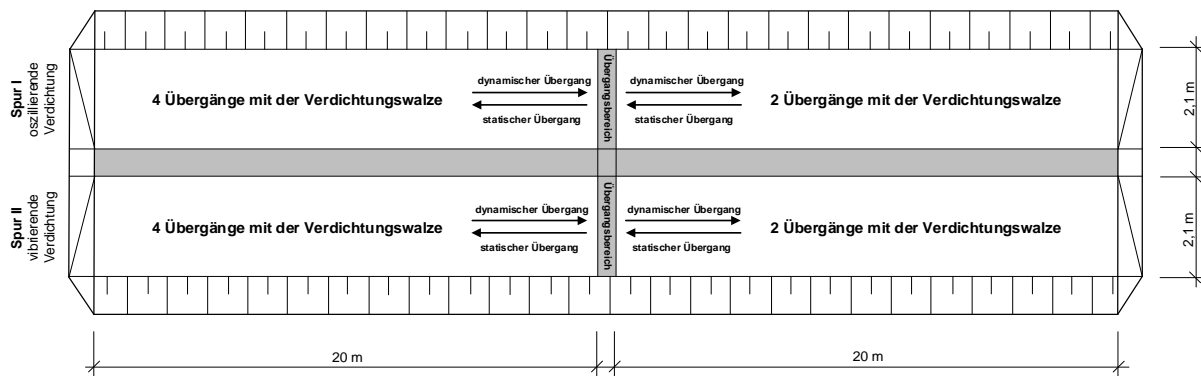 Spur I
oszillierende
Verdichtung
4 Übergänge mit der Verdichtungswalze
dynamischer Übergang
statischer Übergang
Übergangsbereich
dynamischer Übergang
statischer Übergang
2 Übergänge mit der Verdichtungswalze
2,1 m
Spur II
vibrierende
Verdichtung
4 Übergänge mit der Verdichtungswalze
dynamischer Übergang
statischer Übergang
Übergangsbereich
dynamischer Übergang
statischer Übergang
2 Übergänge mit der Verdichtungswalze
2,1 m
20 m
20 m